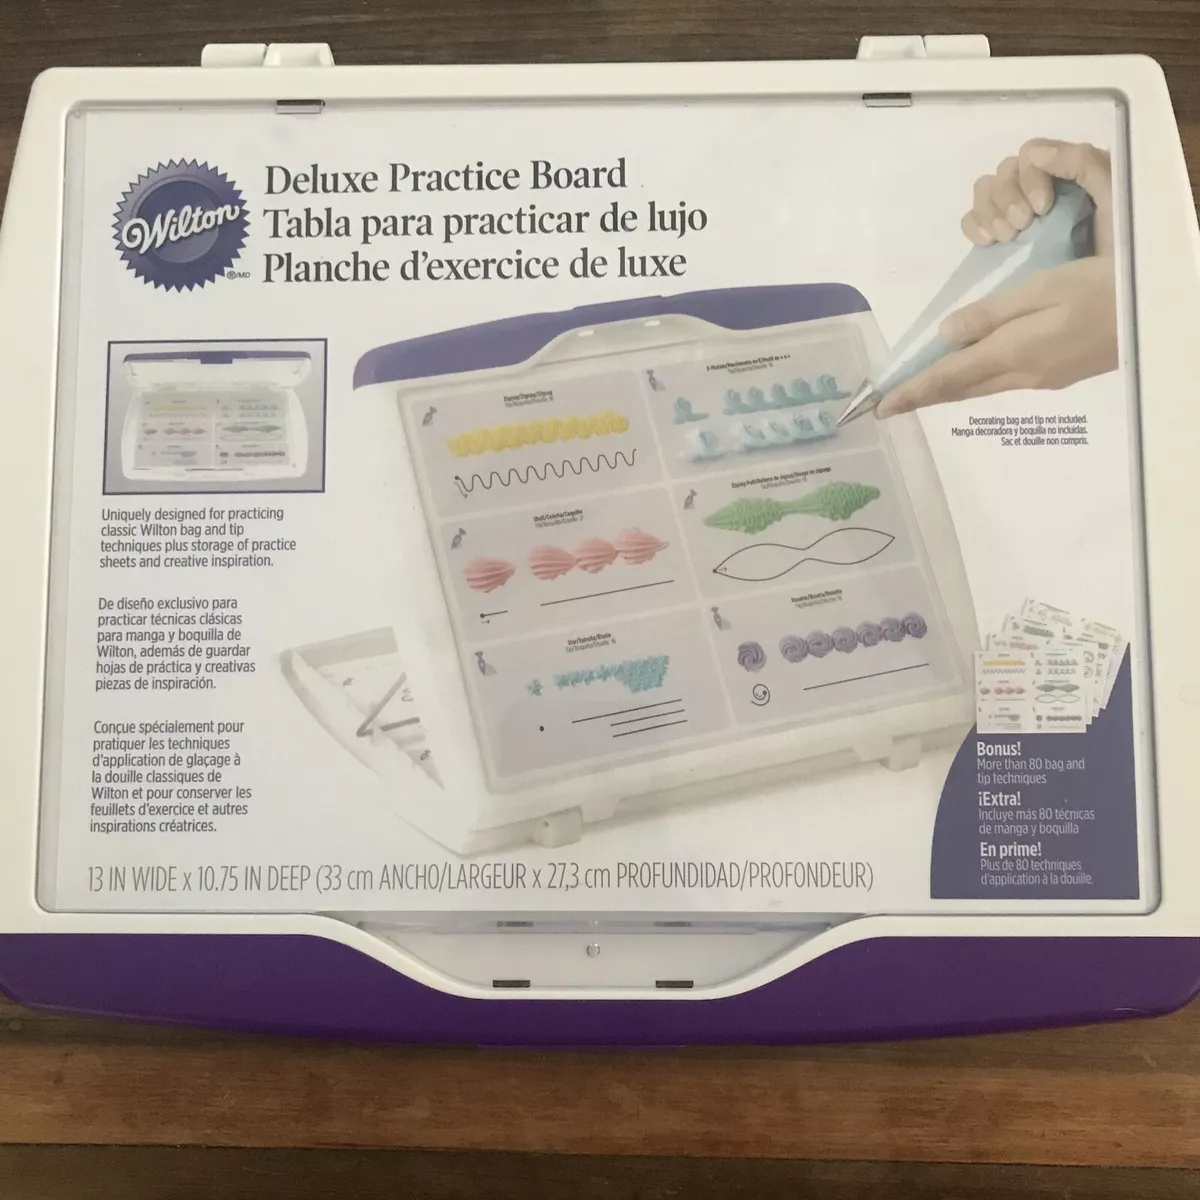 Wilton
®/MD
Deluxe Practice Board
Tabla para practicar de lujo
Planche d'exercice de luxe
Decorating bag and tip not included.
Manga decoradora y boquilla no incluidas.
Sac et douille non compris.
Uniquely designed for practicing
classic Wilton bag and tip
techniques plus storage of practice
sheets and creative inspiration.
De diseño exclusivo para
practicar técnicas clásicas
para manga y boquilla de
Wilton, además de guardar
hojas de práctica y creativas
piezas de inspiración.
Conçue spécialement pour
pratiquer les techniques
d'application de glaçage à
la douille classiques de
Wilton et pour conserver les
feuillets d'exercice et autres
inspirations créatrices.
Bonus!
More than 80 bag and
tip techniques
¡Extra!
Incluye más 80 técnicas
de manga y boquilla
En prime!
Plus de 80 techniques
d'application à la douille.
13 IN WIDE x 10.75 IN DEEP (33 cm ANCHO/LARGEUR x 27,3 cm PROFUNDIDAD/PROFONDEUR)